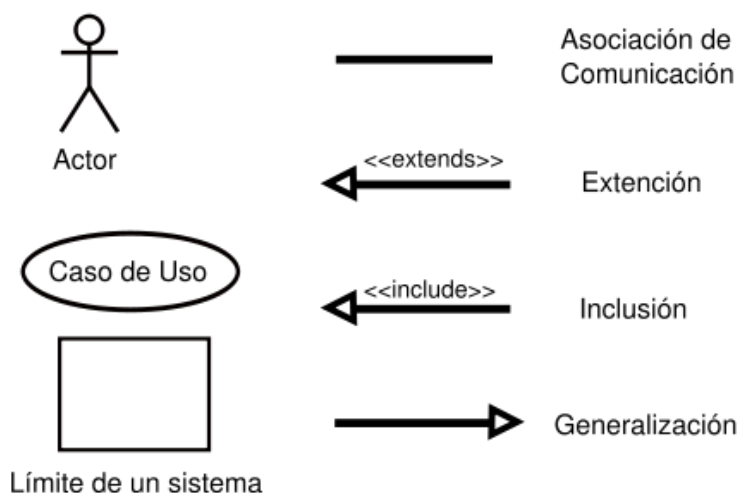 Asociación de
Comunicación
Actor
<<extends>>
Extención
Caso de Uso
<<include>>
Inclusión
Generalización
Límite de un sistema